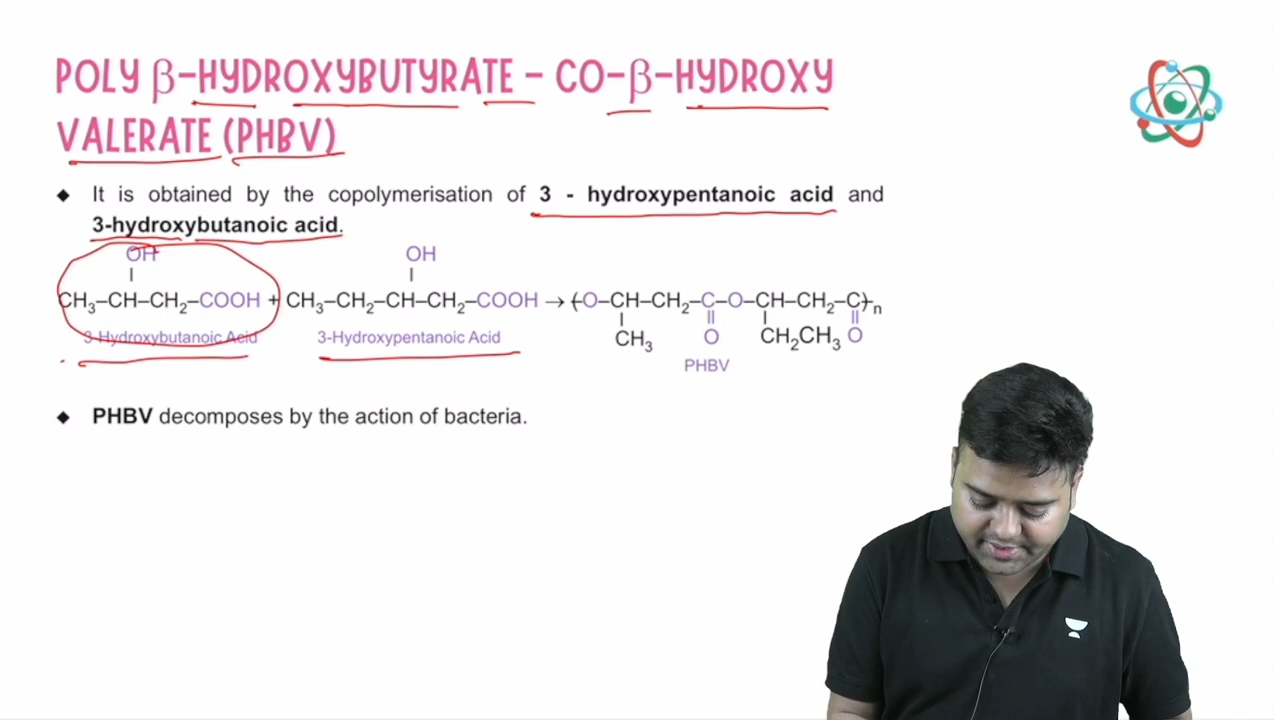 POLY β-HYDROXYBUTYRATE - CO-β-HYDROXY
VALERATE (PHBV)
◆ It is obtained by the copolymerisation of 3 - hydroxypentanoic acid and
3-hydroxybutanoic acid.
OH OH
CH₃–CH–CH₂–COOH + CH₃–CH₂–CH–CH₂–COOH → (O–CH–CH₂–C–O–CH–CH₂–C)ₙ
3-Hydroxybutanoic Acid 3-Hydroxypentanoic Acid CH₃ O CH₂CH₃ O
PHBV
◆ PHBV decomposes by the action of bacteria.